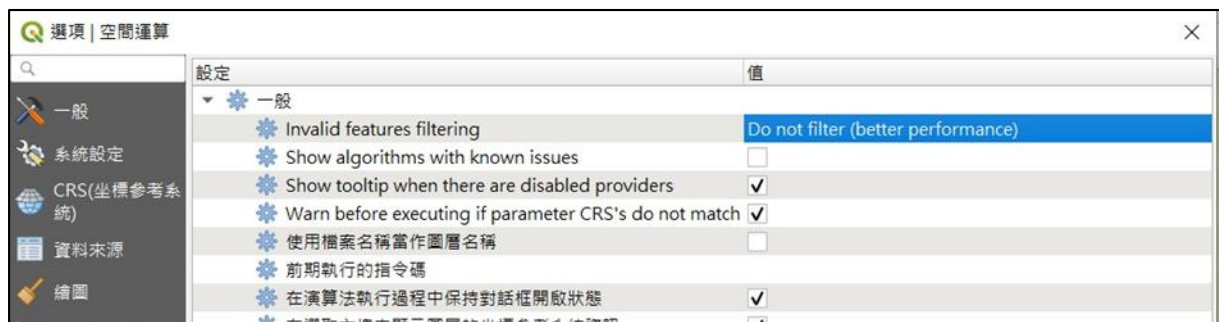 選項 | 空間運算
設定 值
一般
一般
Invalid features filtering Do not filter (better performance)
系統設定
Show algorithms with known issues
CRS(坐標參考系統)
Show tooltip when there are disabled providers
Warn before executing if parameter CRS's do not match
資料來源
使用檔案名稱當作圖層名稱
前期執行的指令碼
繪圖
在演算法執行過程中保持對話框開啟狀態